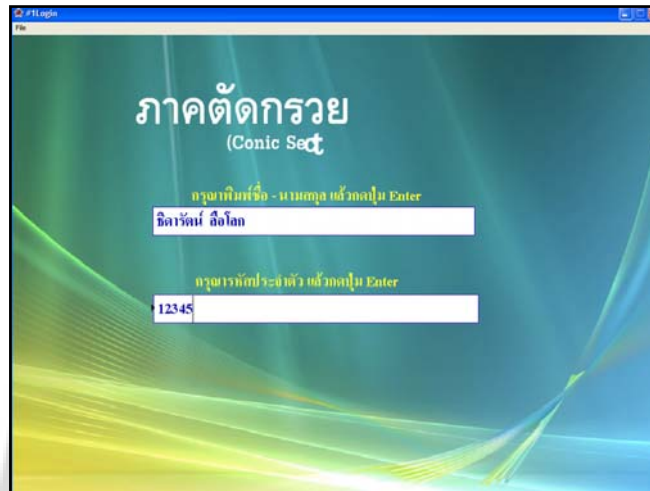 #1Login
File
ภาคตัดกรวย
(Conic Sect
กรุณาพิมพ์ชื่อ - นามสกุล แล้วกดปุ่ม Enter
ธิดารัตน์ ลือโลก
กรุณารหัสประจำตัว แล้วกดปุ่ม Enter
12345